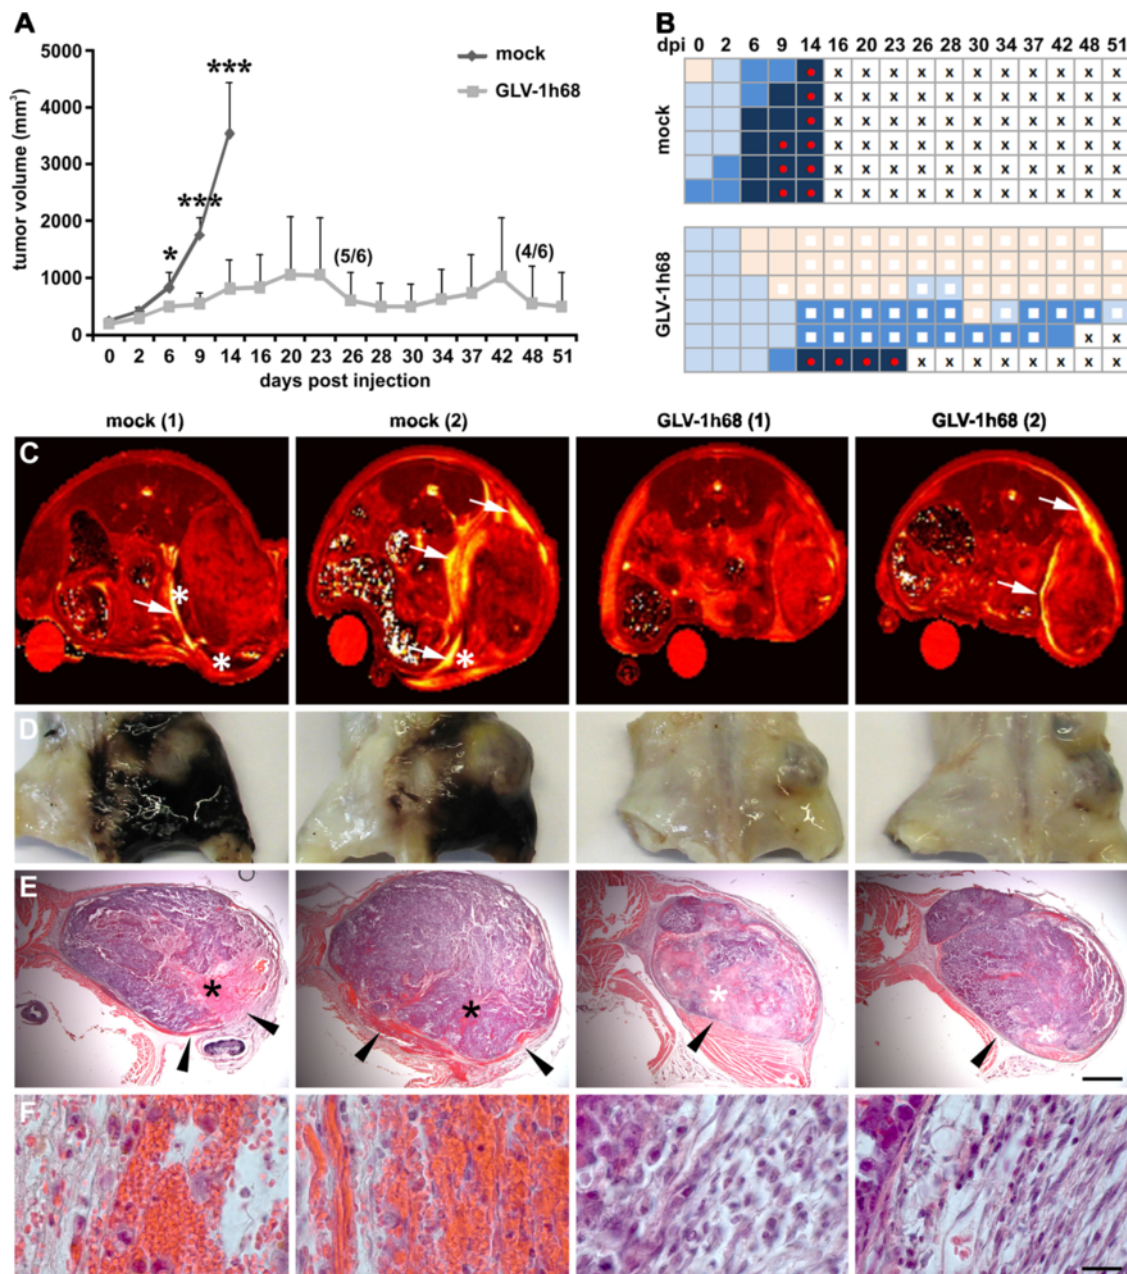 A
5000
4000
3000
2000
1000
0
tumor volume (mm³)
mock
GLV-1h68
*
***
***
(5/6)
(4/6)
0 2 6 9 14 16 20 23 26 28 30 34 37 42 48 51
days post injection
B
dpi 0 2 6 9 14 16 20 23 26 28 30 34 37 42 48 51
mock
x x x x x x x x x x x
x x x x x x x x x x x
x x x x x x x x x x x
x x x x x x x x x x x
x x x x x x x x x x x
x x x x x x x x x x x
GLV-1h68
x x
x x x x x x x x
mock (1) mock (2) GLV-1h68 (1) GLV-1h68 (2)
C
* * *
D
E
* * * *
F